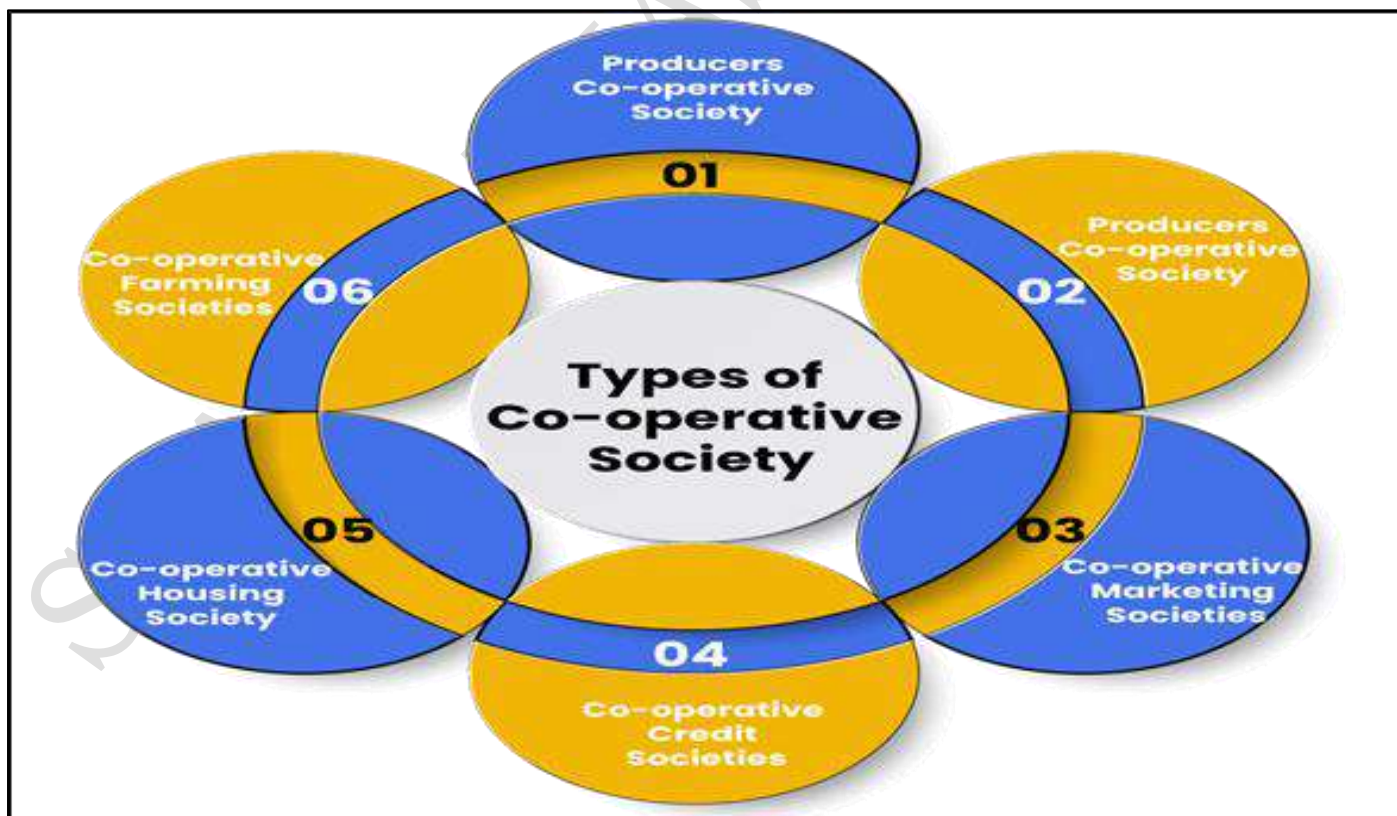 Producers
Co-operative
Society
01
Producers
Co-operative
Society
02
03
Co-operative
Marketing
Societies
04
Co-operative
Credit
Societies
05
Co-operative
Housing
Society
Co-operative
Farming
Societies
06
Types of
Co-operative
Society